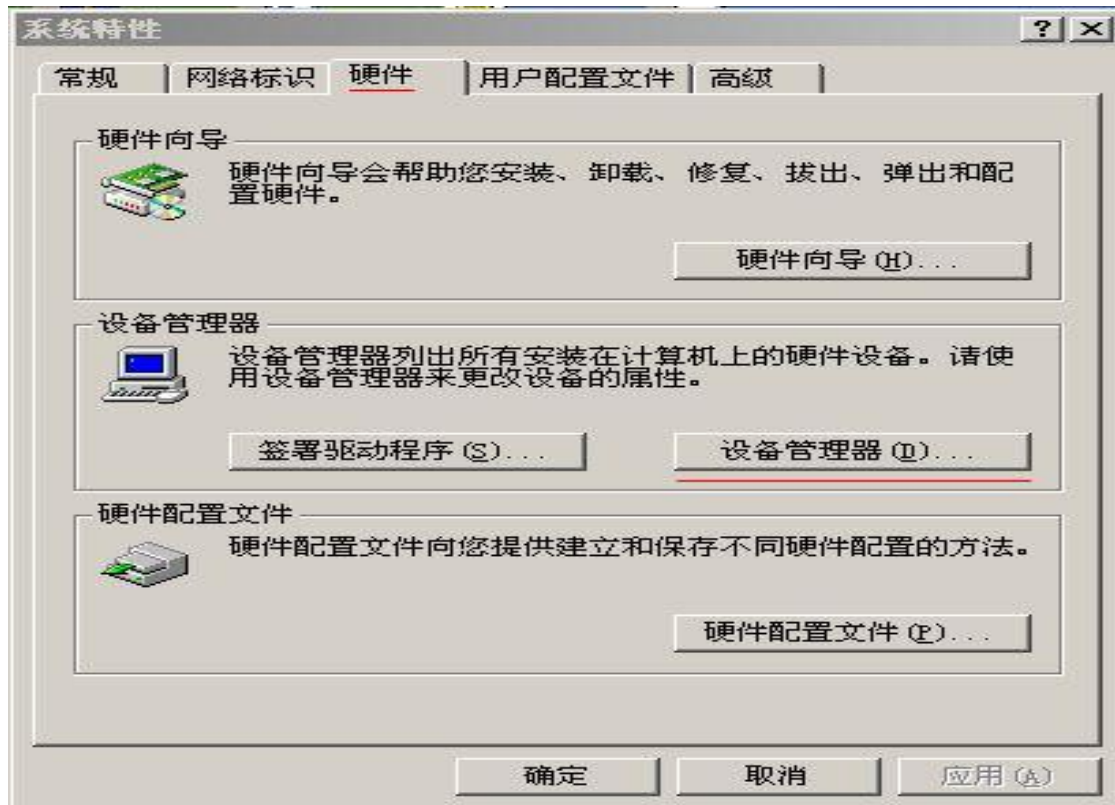 系统特性
常规 网络标识 硬件 用户配置文件 高级
硬件向导
硬件向导会帮助您安装、卸载、修复、拔出、弹出和配
置硬件。
硬件向导(H)...
设备管理器
设备管理器列出所有安装在计算机上的硬件设备。请使
用设备管理器来更改设备的属性。
签署驱动程序(S)... 设备管理器(D)...
硬件配置文件
硬件配置文件向您提供建立和保存不同硬件配置的方法。
硬件配置文件(P)...
确定 取消 应用(A)